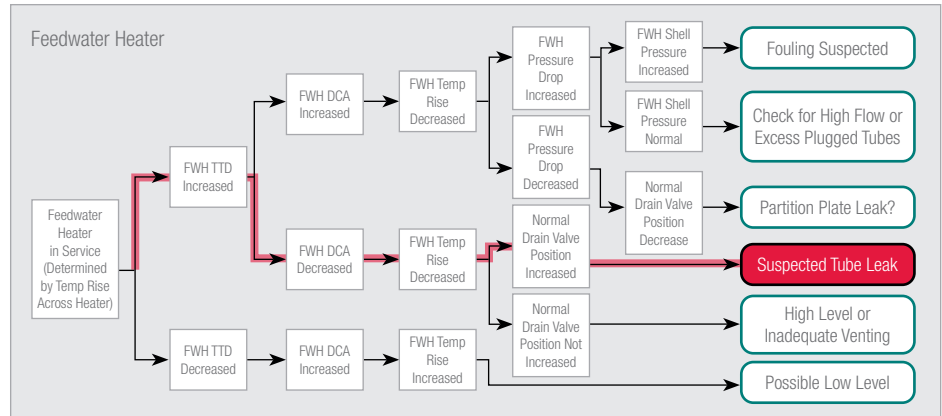 Feedwater Heater
Feedwater
Heater
in Service
(Determined
by Temp Rise
Across Heater)
FWH TTD
Increased
FWH DCA
Increased
FWH Temp
Rise
Decreased
FWH
Pressure
Drop
Increased
FWH Shell
Pressure
Increased
Fouling Suspected
FWH Shell
Pressure
Normal
Check for High Flow or
Excess Plugged Tubes
FWH
Pressure
Drop
Decreased
Normal
Drain Valve
Position
Decrease
Partition Plate Leak?
FWH DCA
Decreased
FWH Temp
Rise
Decreased
Normal
Drain Valve
Position
Increased
Suspected Tube Leak
Normal
Drain Valve
Position Not
Increased
High Level or
Inadequate Venting
FWH TTD
Decreased
FWH DCA
Increased
FWH Temp
Rise
Increased
Possible Low Level